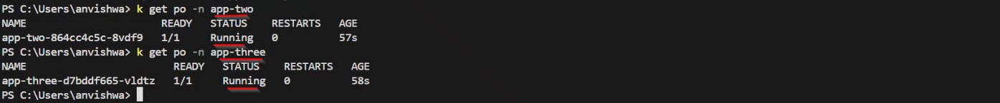 PS C:\Users\anvishwa> k get po -n app-two
NAME READY STATUS RESTARTS AGE
app-two-864cc4c5c-8vdf9 1/1 Running 0 57s
PS C:\Users\anvishwa> k get po -n app-three
NAME READY STATUS RESTARTS AGE
app-three-d7bddf665-vldtz 1/1 Running 0 58s
PS C:\Users\anvishwa>